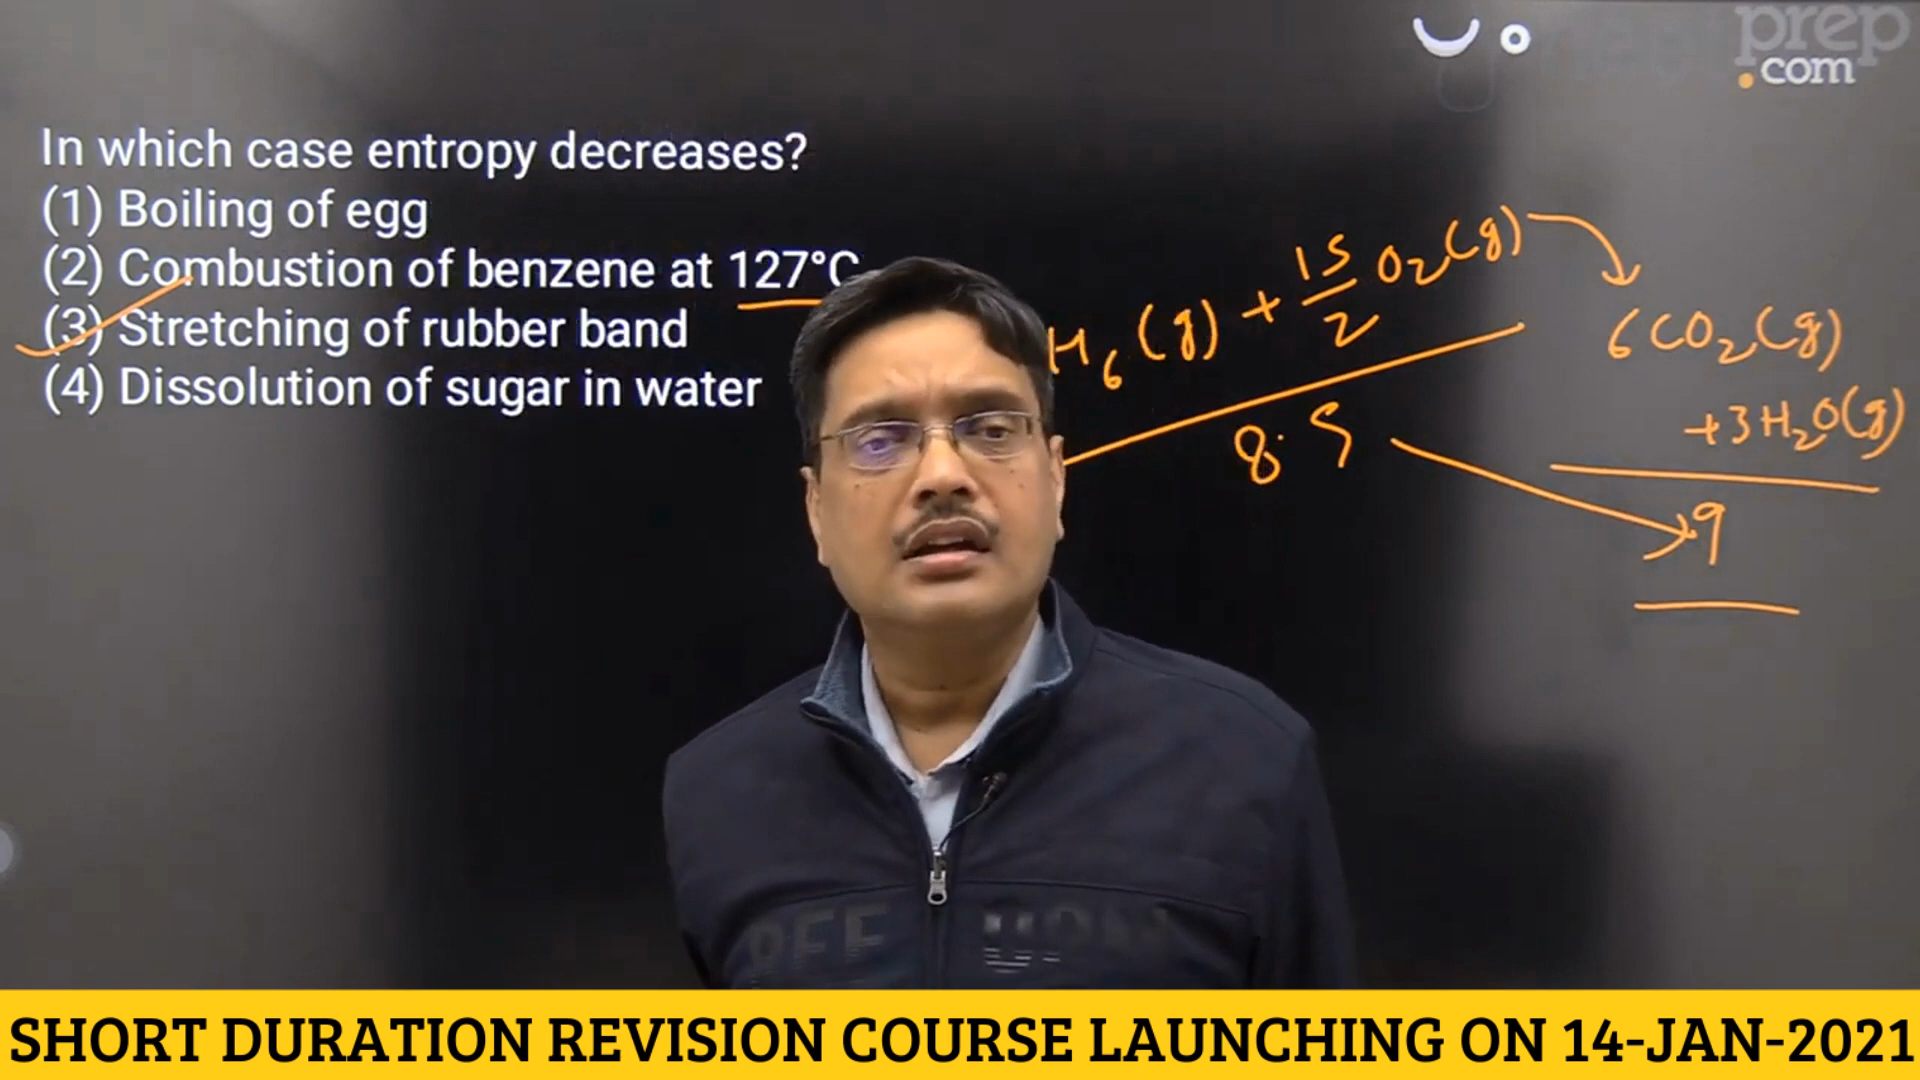 prep
.com
In which case entropy decreases?
(1) Boiling of egg
(2) Combustion of benzene at 127°C
(3) Stretching of rubber band
(4) Dissolution of sugar in water
H6 (g) + 15/2 O2(g)
6CO2(g)
+3H2O(g)
8.5
9
SHORT DURATION REVISION COURSE LAUNCHING ON 14-JAN-2021